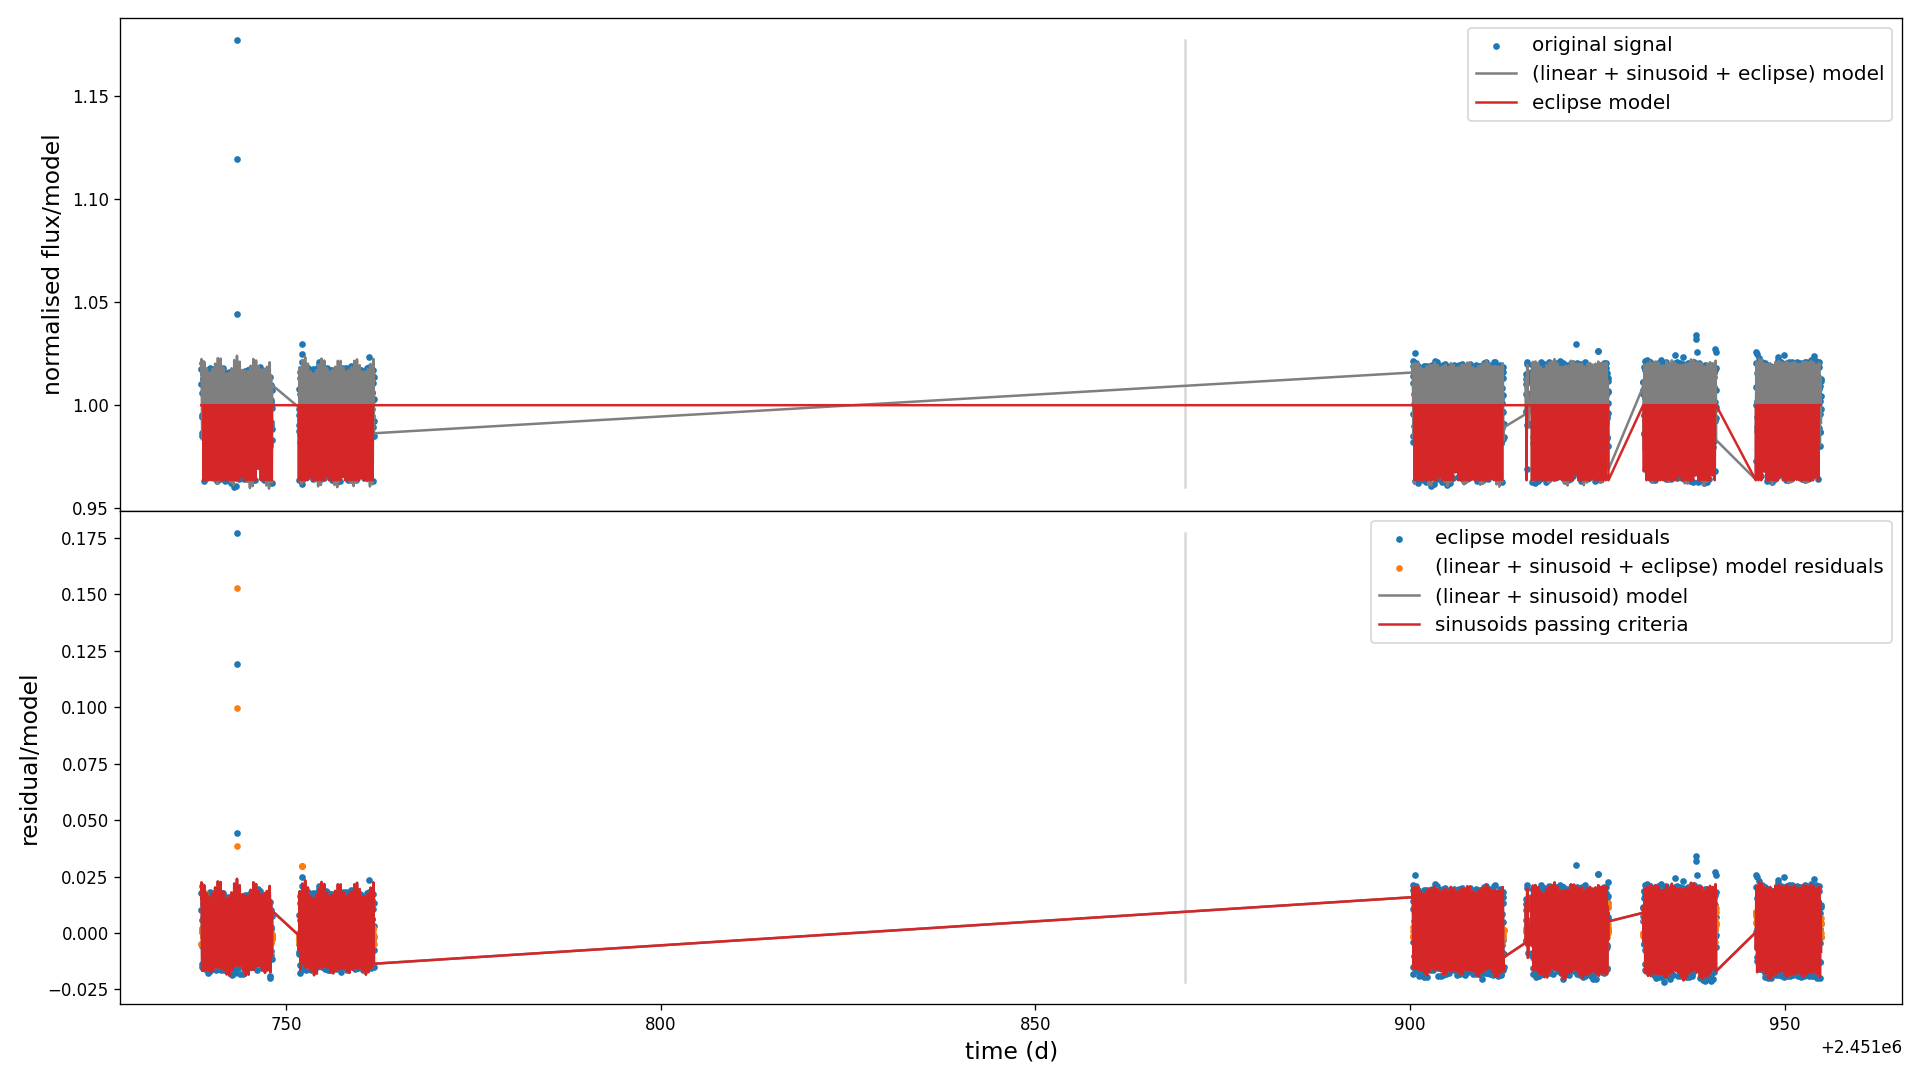 original signal
(linear + sinusoid + eclipse) model
eclipse model
normalised flux/model
1.15
1.10
1.05
1.00
0.95
eclipse model residuals
(linear + sinusoid + eclipse) model residuals
(linear + sinusoid) model
sinusoids passing criteria
residual/model
0.175
0.150
0.125
0.100
0.075
0.050
0.025
0.000
−0.025
750
800
850
900
950
time (d)
+2.451e6